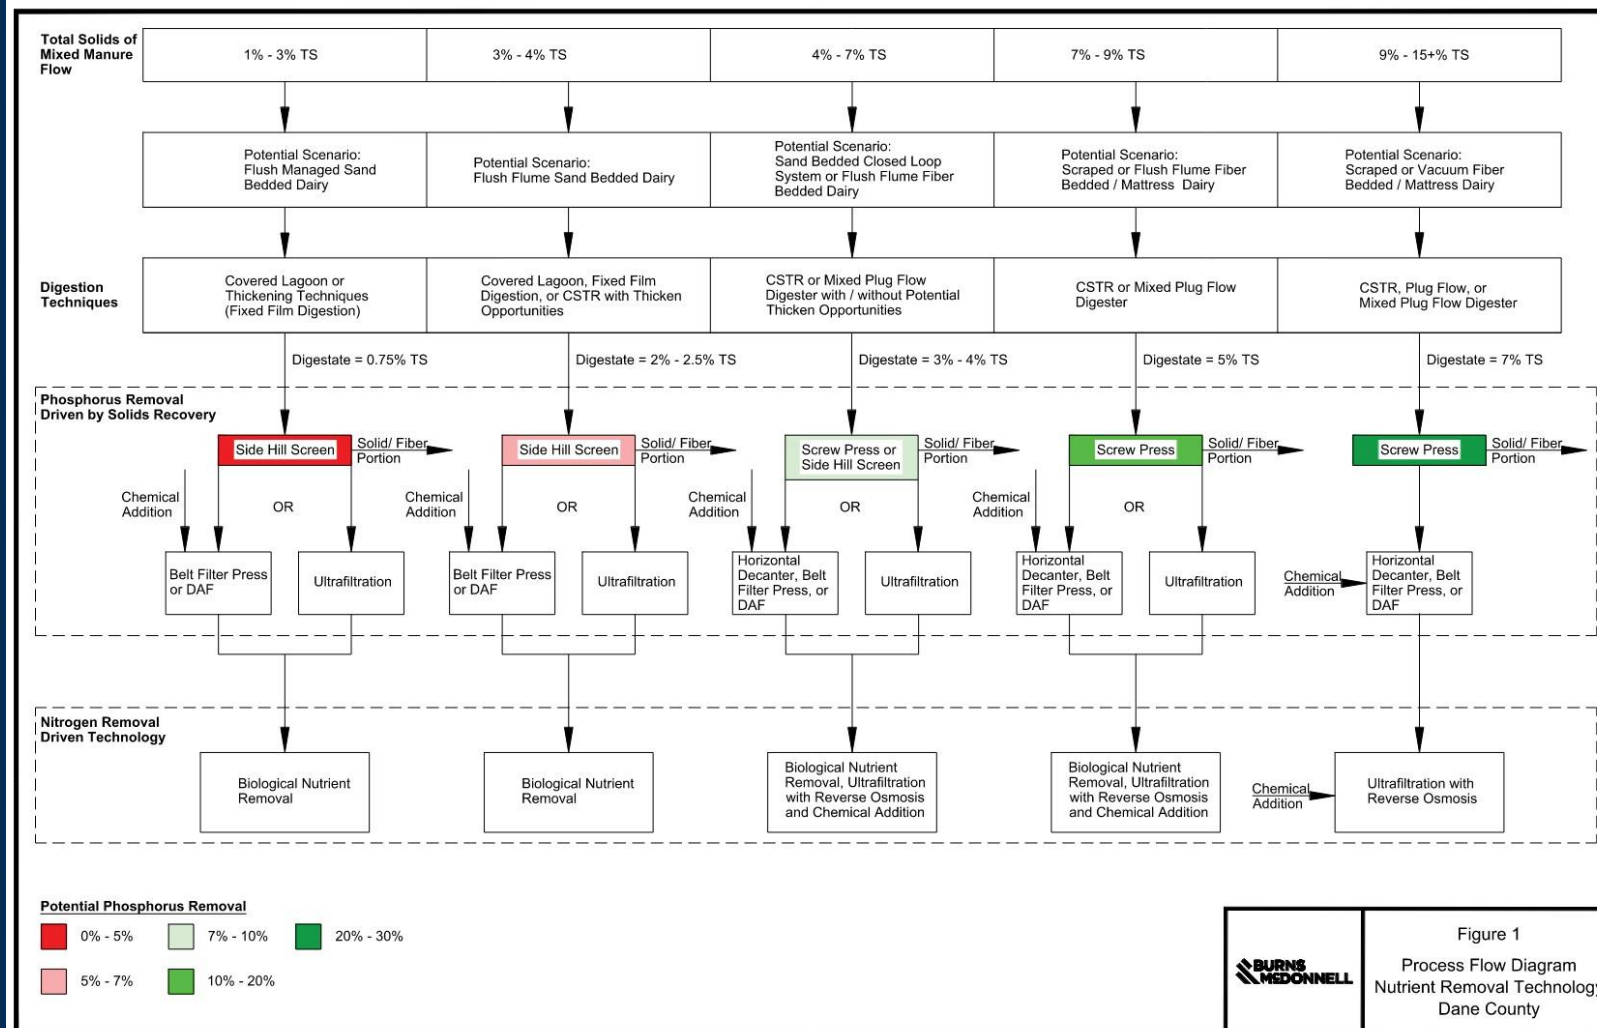 Total Solids of
Mixed Manure
Flow
1% - 3% TS
3% - 4% TS
4% - 7% TS
7% - 9% TS
9% - 15+% TS
Potential Scenario:
Flush Managed Sand
Bedded Dairy
Potential Scenario:
Flush Flume Sand Bedded Dairy
Potential Scenario:
Sand Bedded Closed Loop
System or Flush Flume Fiber
Bedded Dairy
Potential Scenario:
Scraped or Flush Flume Fiber
Bedded / Mattress Dairy
Potential Scenario:
Scraped or Vacuum Fiber
Bedded / Mattress Dairy
Digestion
Techniques
Covered Lagoon or
Thickening Techniques
(Fixed Film Digestion)
Covered Lagoon, Fixed Film
Digestion, or CSTR with Thicken
Opportunities
CSTR or Mixed Plug Flow
Digester with / without Potential
Thicken Opportunities
CSTR or Mixed Plug Flow
Digester
CSTR, Plug Flow, or
Mixed Plug Flow Digester
Digestate = 0.75% TS
Digestate = 2% - 2.5% TS
Digestate = 3% - 4% TS
Digestate = 5% TS
Digestate = 7% TS
Phosphorus Removal
Driven by Solids Recovery
Side Hill Screen
Solid/ Fiber
Portion
Side Hill Screen
Solid/ Fiber
Portion
Screw Press or
Side Hill Screen
Solid/ Fiber
Portion
Screw Press
Solid/ Fiber
Portion
Screw Press
Solid/ Fiber
Portion
Chemical
Addition
OR
Chemical
Addition
OR
Chemical
Addition
OR
Chemical
Addition
OR
Belt Filter Press
or DAF
Ultrafiltration
Belt Filter Press
or DAF
Ultrafiltration
Horizontal
Decanter, Belt
Filter Press, or
DAF
Ultrafiltration
Horizontal
Decanter, Belt
Filter Press, or
DAF
Ultrafiltration
Chemical
Addition
Horizontal
Decanter, Belt
Filter Press, or
DAF
Nitrogen Removal
Driven Technology
Biological Nutrient
Removal
Biological Nutrient
Removal
Biological Nutrient
Removal, Ultrafiltration
with Reverse Osmosis
and Chemical Addition
Biological Nutrient
Removal, Ultrafiltration
with Reverse Osmosis
and Chemical Addition
Chemical
Addition
Ultrafiltration with
Reverse Osmosis
Potential Phosphorus Removal
0% - 5%
7% - 10%
20% - 30%
5% - 7%
10% - 20%
BURNS
McDONNELL
Figure 1
Process Flow Diagram
Nutrient Removal Technology
Dane County